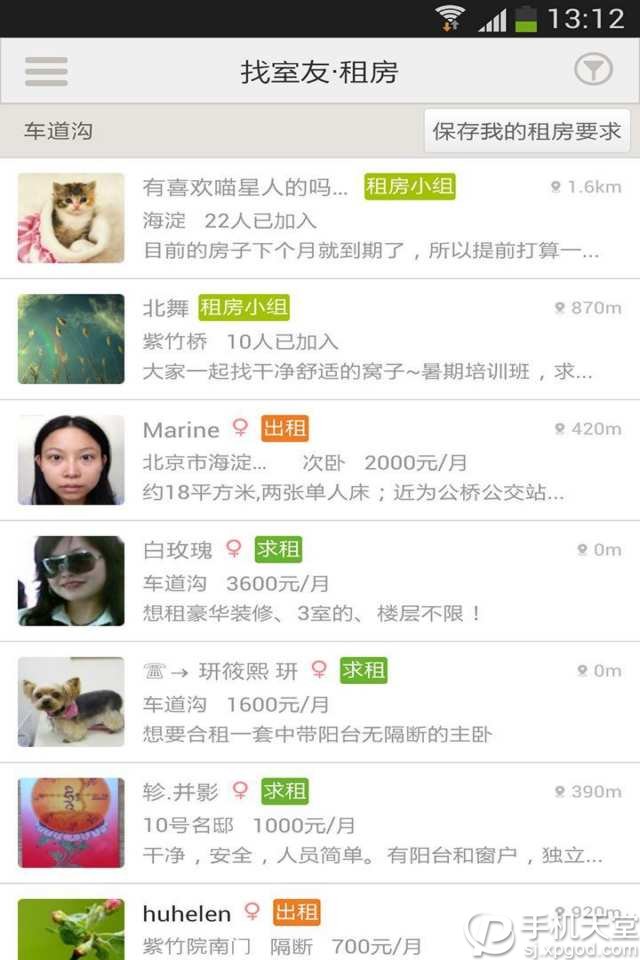 13:12
找室友·租房
车道沟 保存我的租房要求
有喜欢喵星人的吗... 租房小组 1.6km
海淀 22人已加入
目前的房子下个月就到期了，所以提前打算一...
北舞 租房小组 870m
紫竹桥 10人已加入
大家一起找干净舒适的窝子~暑期培训班，求...
Marine ♀ 出租 420m
北京市海淀... 次卧 2000元/月
约18平方米,两张单人床；近为公桥公交站...
白玫瑰 ♀ 求租 0m
车道沟 3600元/月
想租豪华装修、3室的、楼层不限！
☏→ 玡筱熙 玡 ♀ 求租 0m
车道沟 1600元/月
想要合租一套中带阳台无隔断的主卧
轸.并影 ♀ 求租 390m
10号名邸 1000元/月
干净，安全，人员简单。有阳台和窗户，独立...
huhelen ♀ 出租 920m
紫竹院南门 隔断 700元/月
手机天堂
sj.xpgod.com